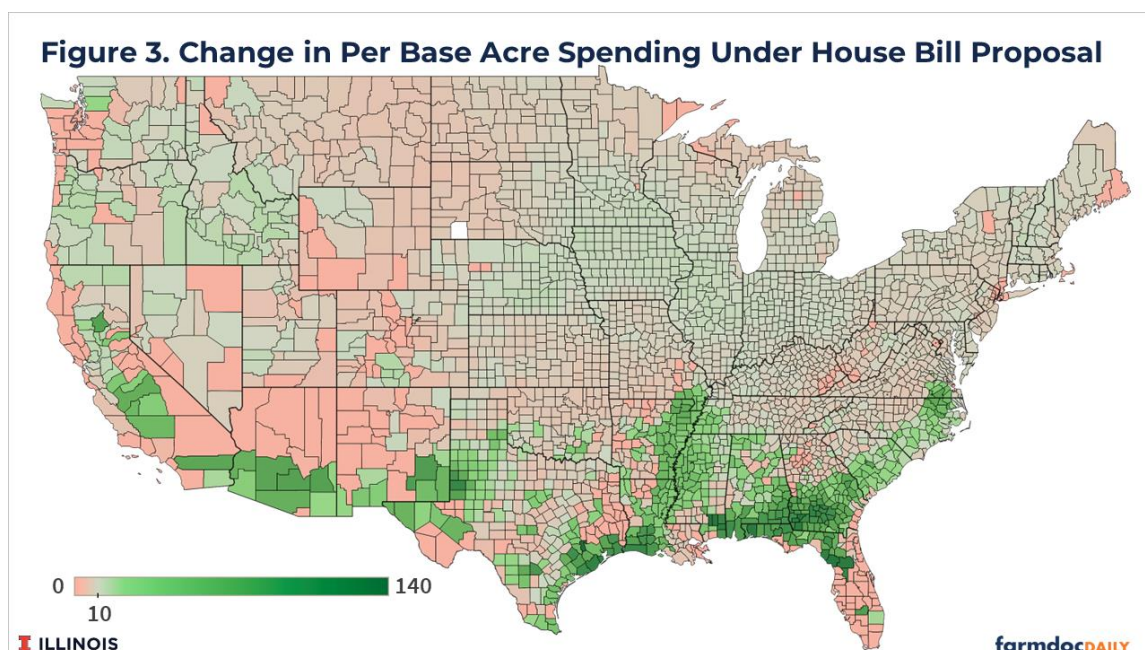 Figure 3. Change in Per Base Acre Spending Under House Bill Proposal
0 140
10
ILLINOIS farmdocDAILY